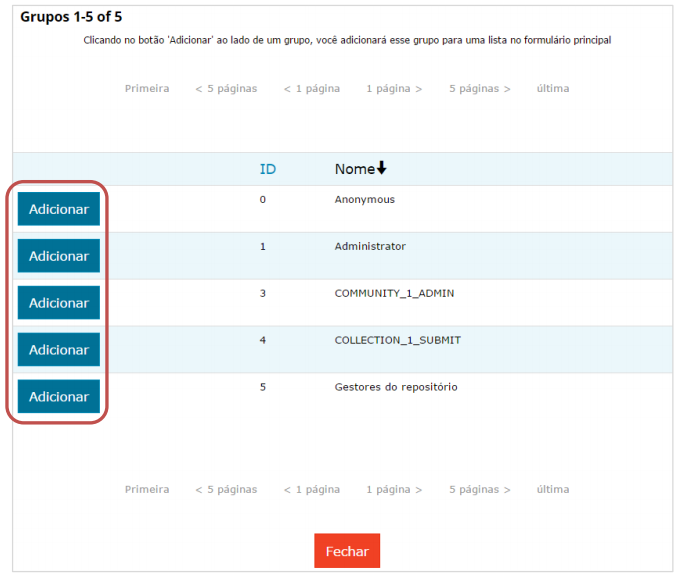 Grupos 1-5 of 5
Clicando no botão 'Adicionar' ao lado de um grupo, você adicionará esse grupo para uma lista no formulário principal
Primeira < 5 páginas < 1 página 1 página > 5 páginas > última
ID Nome
Adicionar 0 Anonymous
Adicionar 1 Administrator
Adicionar 3 COMMUNITY_1_ADMIN
Adicionar 4 COLLECTION_1_SUBMIT
Adicionar 5 Gestores do repositório
Primeira < 5 páginas < 1 página 1 página > 5 páginas > última
Fechar